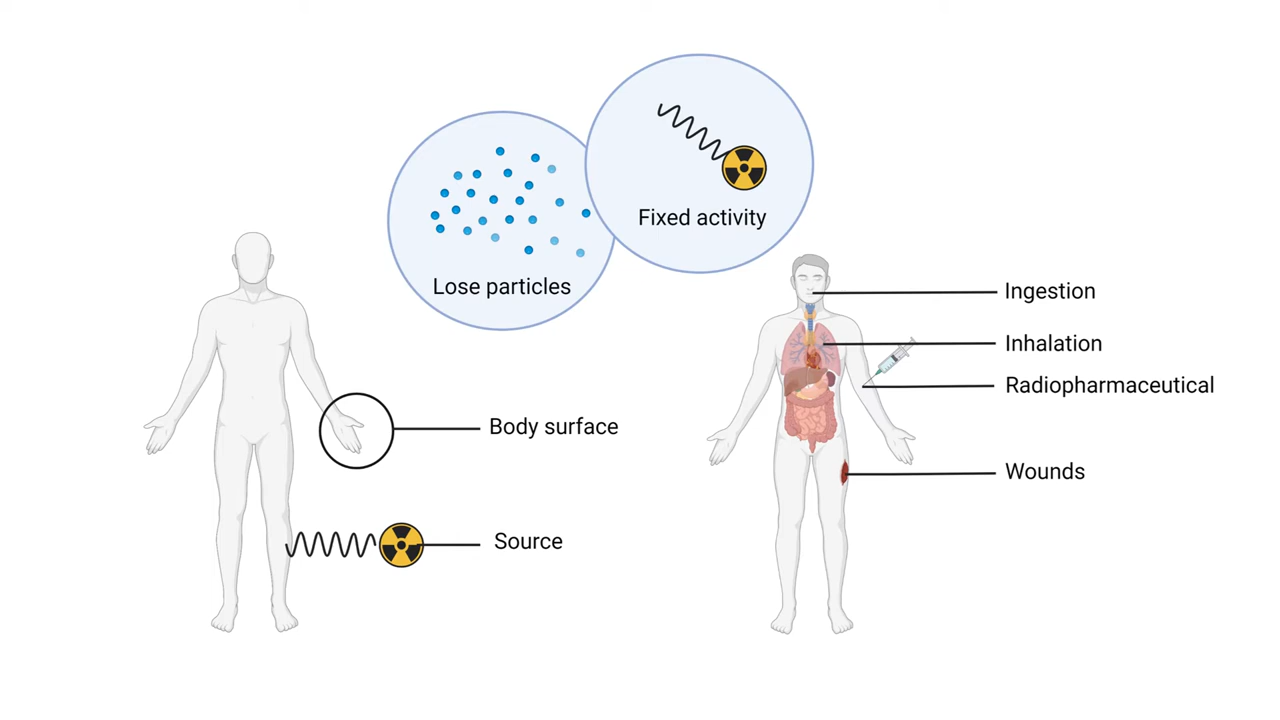 Fixed activity
Lose particles
Body surface
Source
Ingestion
Inhalation
Radiopharmaceutical
Wounds